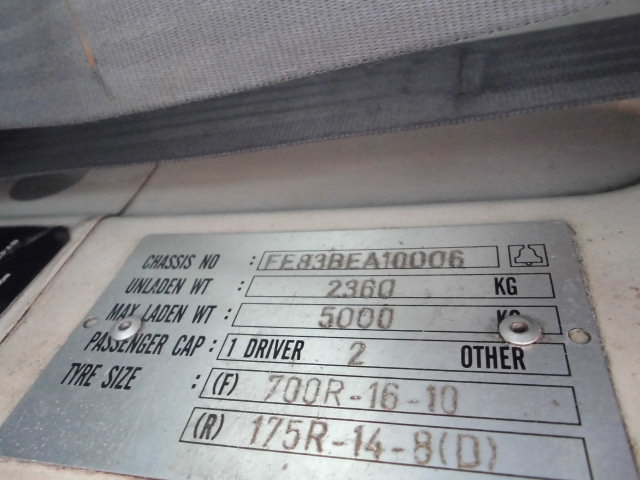 CHASSIS NO : FE83BEA10006
UNLADEN WT : 2360 KG
MAX LADEN WT : 5000 KG
PASSENGER CAP : 1 DRIVER 2 OTHER
TYRE SIZE : (F) 700R-16-10
(R) 175R-14-8(D)